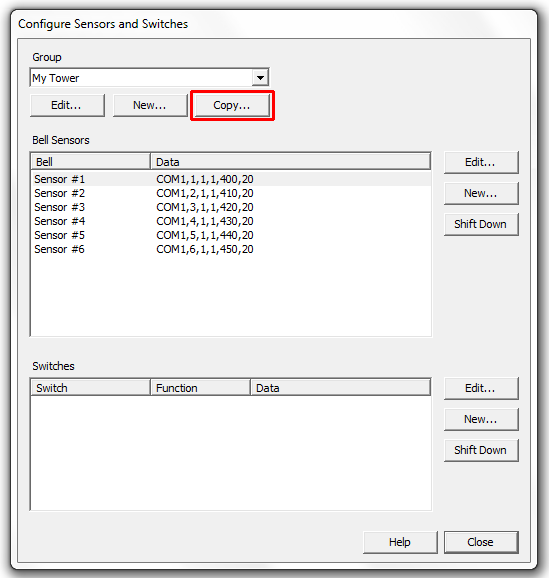 Configure Sensors and Switches
Group
My Tower
Edit... New... Copy...
Bell Sensors
Bell Data Edit...
Sensor #1 COM1,1,1,1,400,20
Sensor #2 COM1,2,1,1,410,20 New...
Sensor #3 COM1,3,1,1,420,20
Sensor #4 COM1,4,1,1,430,20 Shift Down
Sensor #5 COM1,5,1,1,440,20
Sensor #6 COM1,6,1,1,450,20
Switches
Switch Function Data Edit...
New...
Shift Down
Help Close